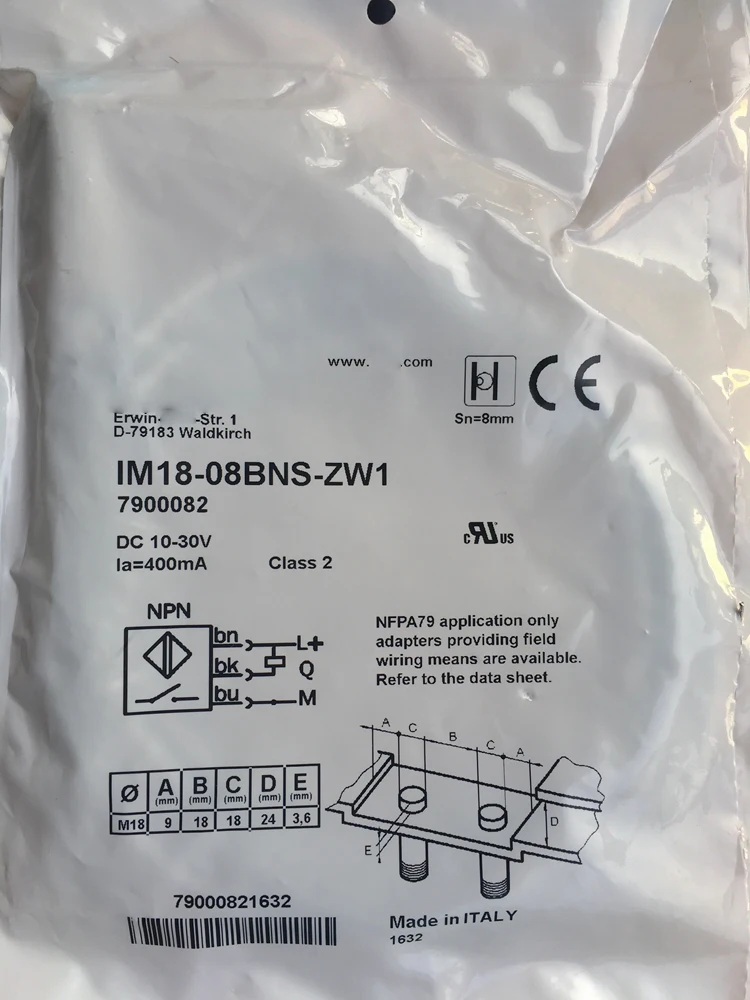 www. .com
Sn=8mm
Erwin- -Str. 1
D-79183 Waldkirch
IM18-08BNS-ZW1
7900082
DC 10-30V
Ia=400mA Class 2
c RU US
NPN
bn L+
bk Q
bu M
NFPA79 application only
adapters providing field
wiring means are available.
Refer to the data sheet.
A C B C A
D
E
Ø A (mm) B (mm) C (mm) D (mm) E (mm)
M18 9 18 18 24 3,6
79000821632
Made in ITALY
1632